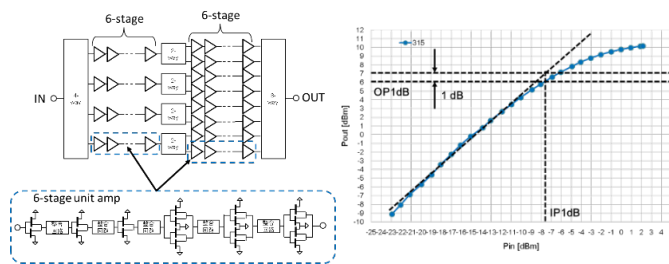 6-stage
6-stage
IN
OUT
6-stage unit amp
315
12
11
10
9
8
7
6
5
4
3
2
1
0
-1
-2
-3
-4
-5
-6
-7
-8
-9
-10
Pout [dBm]
OP1dB
1 dB
IP1dB
-25-24-23-22-21-20-19-18-17-16-15-14-13-12-11-10 -9 -8 -7 -6 -5 -4 -3 -2 -1 0 1 2 3 4
Pin [dBm]